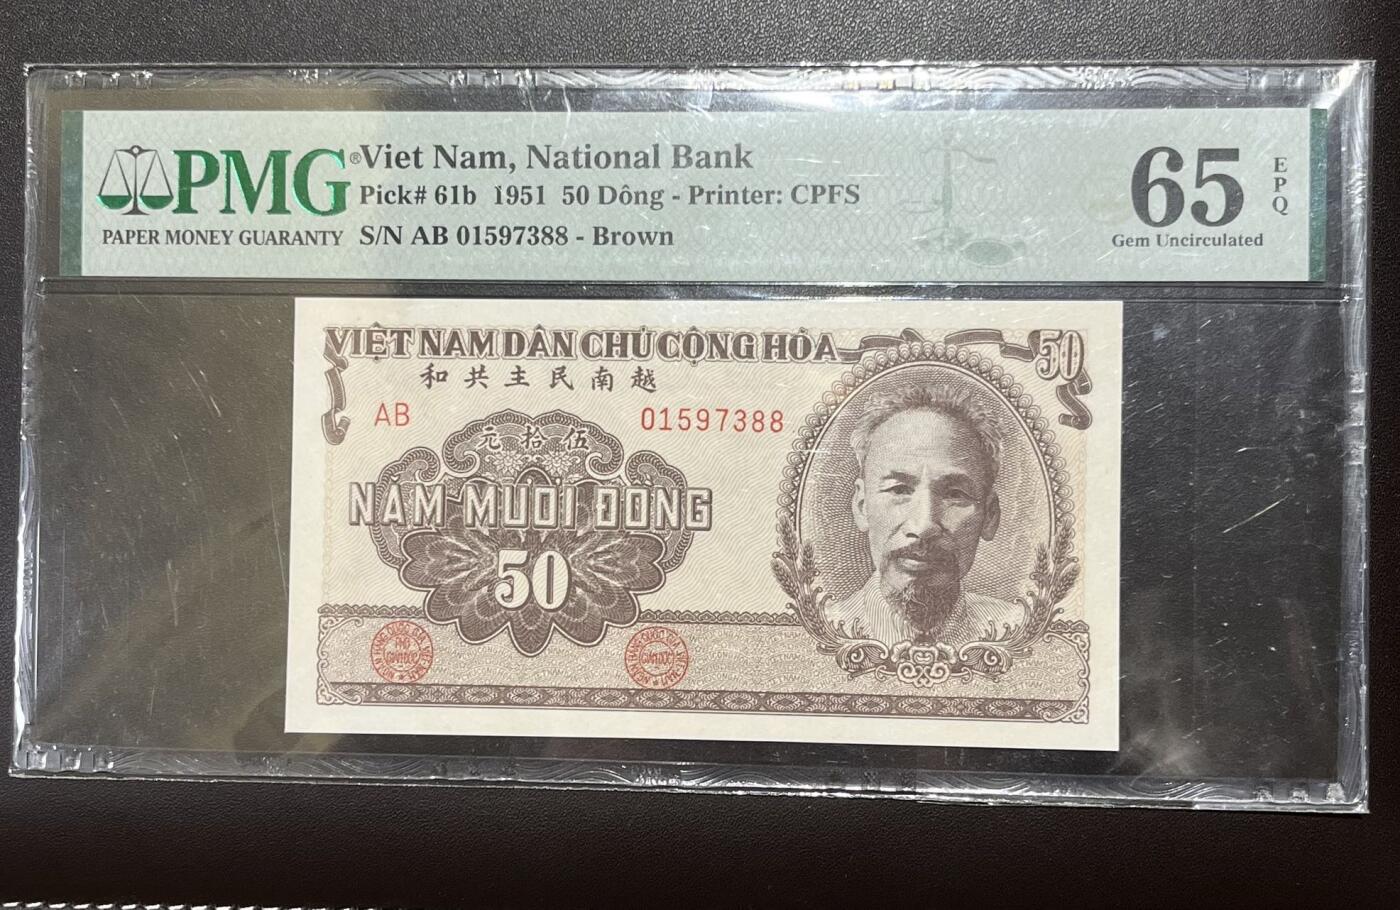 PMG®
PAPER MONEY GUARANTY
Viet Nam, National Bank
Pick# 61b 1951 50 Dông - Printer: CPFS
S/N AB 01597388 - Brown
65
EPQ
Gem Uncirculated
VIỆT NAM DÂN CHỦ CỘNG HÒA
50
和共主民南越
AB
01597388
元拾伍
NĂM MƯƠI ĐỒNG
50